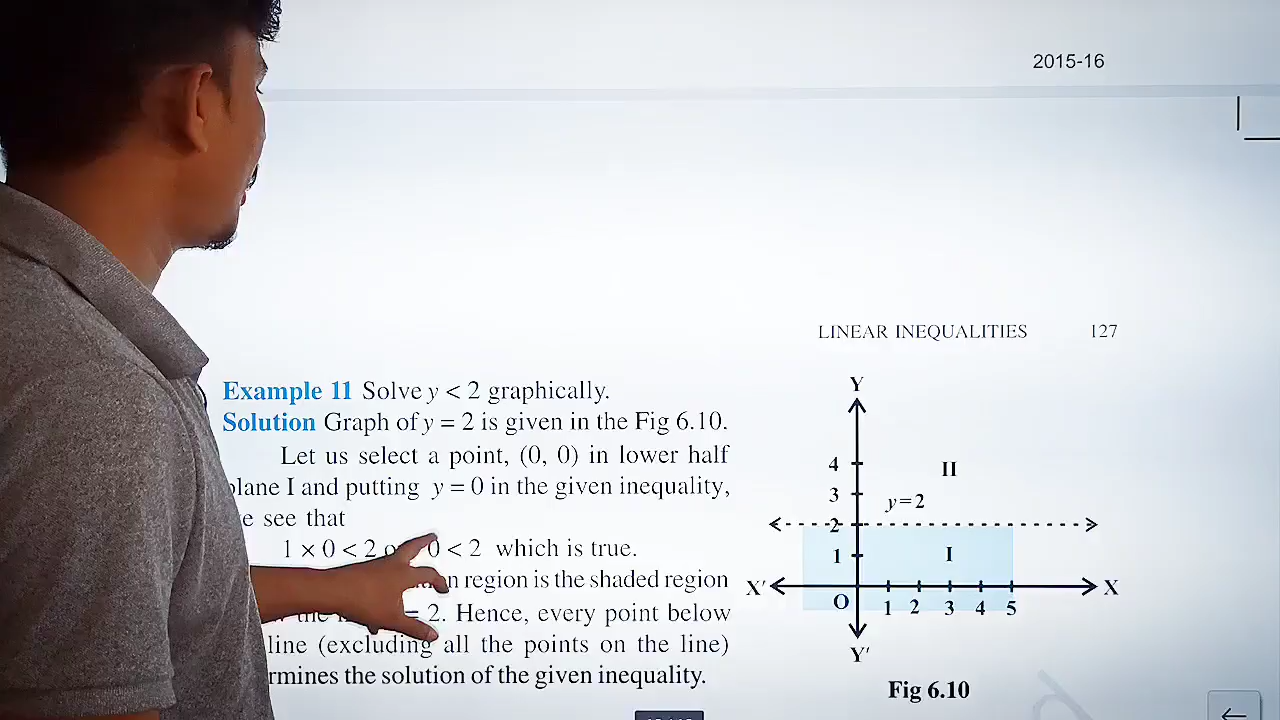 2015-16
LINEAR INEQUALITIES 127
Example 11 Solve y < 2 graphically.
Solution Graph of y = 2 is given in the Fig 6.10.
Let us select a point, (0, 0) in lower half
plane I and putting y = 0 in the given inequality,
see that
1 × 0 < 2 0 < 2 which is true.
region is the shaded region
the = 2. Hence, every point below
line (excluding all the points on the line)
the solution of the given inequality.
Y
4
II
3
y=2
2
1
I
X′
X
O 1 2 3 4 5
Y′
Fig 6.10